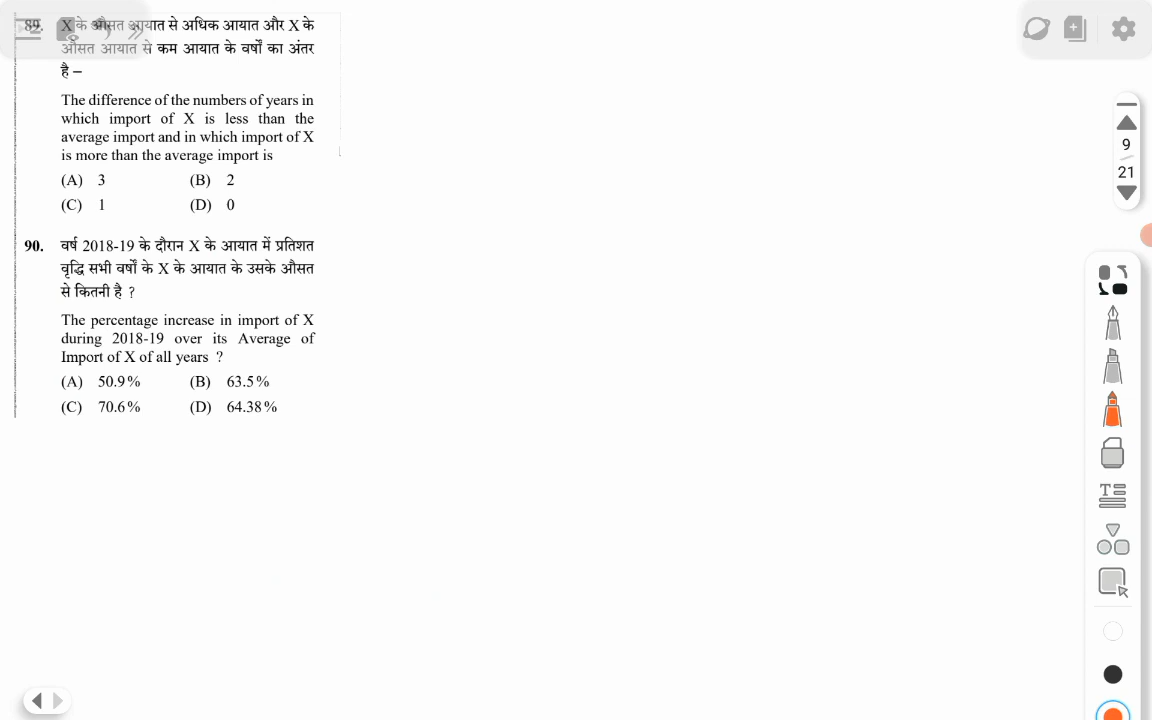 89. X के औसत आयात से अधिक आयात और X के
औसत आयात से कम आयात के वर्षों का अंतर
है –
The difference of the numbers of years in
which import of X is less than the
average import and in which import of X
is more than the average import is
(A) 3 (B) 2
(C) 1 (D) 0
90. वर्ष 2018-19 के दौरान X के आयात में प्रतिशत
वृद्धि सभी वर्षों के X के आयात के उसके औसत
से कितनी है ?
The percentage increase in import of X
during 2018-19 over its Average of
Import of X of all years ?
(A) 50.9% (B) 63.5%
(C) 70.6% (D) 64.38%
9
21
T